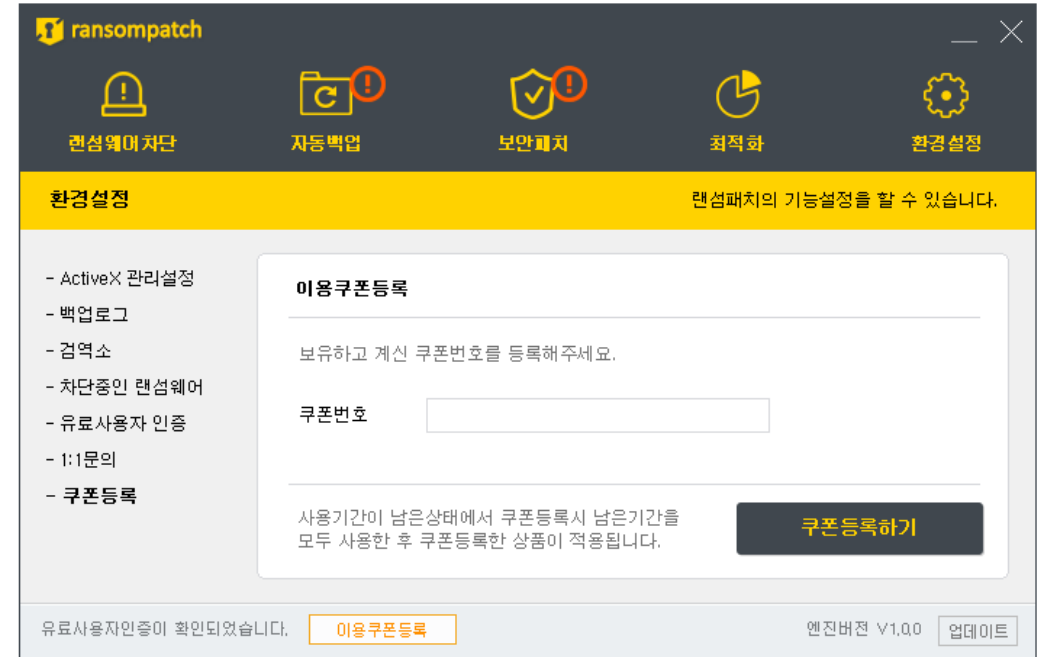 ransompatch
랜섬웨어차단 자동백업 보안패치 최적화 환경설정
환경설정 랜섬패치의 기능설정을 할 수 있습니다.
- ActiveX 관리설정
- 백업로그
- 검역소
- 차단중인 랜섬웨어
- 유료사용자 인증
- 1:1문의
- 쿠폰등록
이용쿠폰등록
보유하고 계신 쿠폰번호를 등록해주세요.
쿠폰번호
사용기간이 남은상태에서 쿠폰등록시 남은기간을
모두 사용한 후 쿠폰등록한 상품이 적용됩니다.
쿠폰등록하기
유료사용자인증이 확인되었습니다. 이용쿠폰등록 엔진버전 V1.0.0 업데이트